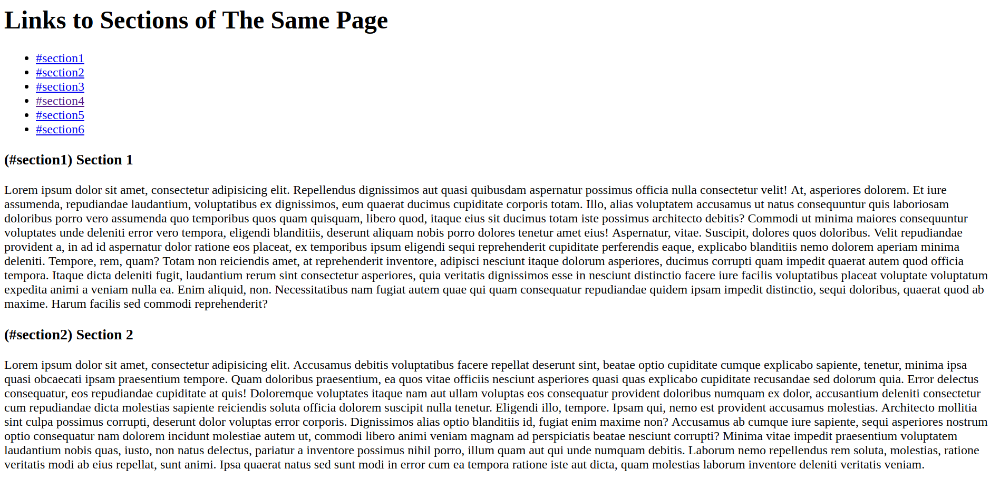 Links to Sections of The Same Page
#section1
#section2
#section3
#section4
#section5
#section6
(#section1) Section 1
Lorem ipsum dolor sit amet, consectetur adipisicing elit. Repellendus dignissimos aut quasi quibusdam aspernatur possimus officia nulla consectetur velit! At, asperiores dolorem. Et iure
assumenda, repudiandae laudantium, voluptatibus ex dignissimos, eum quaerat ducimus cupiditate corporis totam. Illo, alias voluptatem accusamus ut natus consequuntur quis laboriosam
doloribus porro vero assumenda quo temporibus quos quam quisquam, libero quod, itaque eius sit ducimus totam iste possimus architecto debitis? Commodi ut minima maiores consequuntur
voluptates unde deleniti error vero tempora, eligendi blanditiis, deserunt aliquam nobis porro dolores tenetur amet eius! Aspernatur, vitae. Suscipit, dolores quos doloribus. Velit repudiandae
provident a, in ad id aspernatur dolor ratione eos placeat, ex temporibus ipsum eligendi sequi reprehenderit cupiditate perferendis eaque, explicabo blanditiis nemo dolorem aperiam minima
deleniti. Tempore, rem, quam? Totam non reiciendis amet, at reprehenderit inventore, adipisci nesciunt itaque dolorum asperiores, ducimus corrupti quam impedit quaerat autem quod officia
tempora. Itaque dicta deleniti fugit, laudantium rerum sint consectetur asperiores, quia veritatis dignissimos esse in nesciunt distinctio facere iure facilis voluptatibus placeat voluptate voluptatum
expedita animi a veniam nulla ea. Enim aliquid, non. Necessitatibus nam fugiat autem quae qui quam consequatur repudiandae quidem ipsam impedit distinctio, sequi doloribus, quaerat quod ab
maxime. Harum facilis sed commodi reprehenderit?
(#section2) Section 2
Lorem ipsum dolor sit amet, consectetur adipisicing elit. Accusamus debitis voluptatibus facere repellat deserunt sint, beatae optio cupiditate cumque explicabo sapiente, tenetur, minima ipsa
quasi obcaecati ipsam praesentium tempore. Quam doloribus praesentium, ea quos vitae officiis nesciunt asperiores quasi quas explicabo cupiditate recusandae sed dolorum quia. Error delectus
consequatur, eos repudiandae cupiditate at quis! Doloremque voluptates itaque nam aut ullam voluptas eos consequatur provident doloribus numquam ex dolor, accusantium deleniti consectetur
cum repudiandae dicta molestias sapiente reiciendis soluta officia dolorem suscipit nulla tenetur. Eligendi illo, tempore. Ipsam qui, nemo est provident accusamus molestias. Architecto mollitia
sint culpa possimus corrupti, deserunt dolor voluptas error corporis. Dignissimos alias optio blanditiis id, fugiat enim maxime non? Accusamus ab cumque iure sapiente, sequi asperiores nostrum
optio consequatur nam dolorem incidunt molestiae autem ut, commodi libero animi veniam magnam ad perspiciatis beatae nesciunt corrupti? Minima vitae impedit praesentium voluptatem
laudantium nobis quas, iusto, non natus delectus, pariatur a inventore possimus nihil porro, illum quam aut qui unde numquam debitis. Laborum nemo repellendus rem soluta, molestias, ratione
veritatis modi ab eius repellat, sunt animi. Ipsa quaerat natus sed sunt modi in error cum ea tempora ratione iste aut dicta, quam molestias laborum inventore deleniti veritatis veniam.